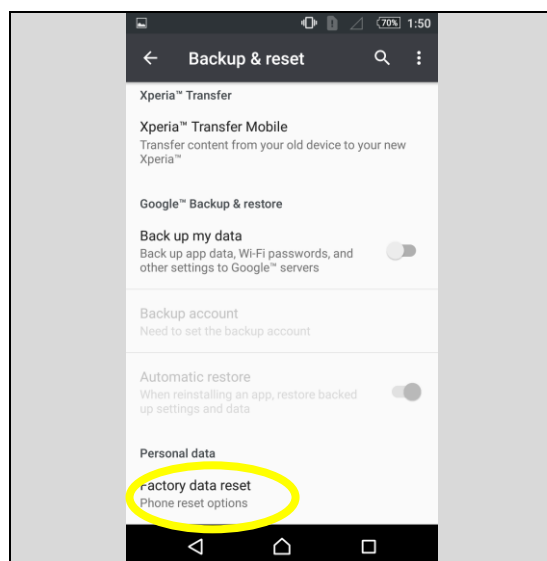 70% 1:50
Backup & reset
Xperia™ Transfer
Xperia™ Transfer Mobile
Transfer content from your old device to your new
Xperia™
Google™ Backup & restore
Back up my data
Back up app data, Wi-Fi passwords, and
other settings to Google™ servers
Backup account
Need to set the backup account
Automatic restore
When reinstalling an app, restore backed
up settings and data
Personal data
Factory data reset
Phone reset options